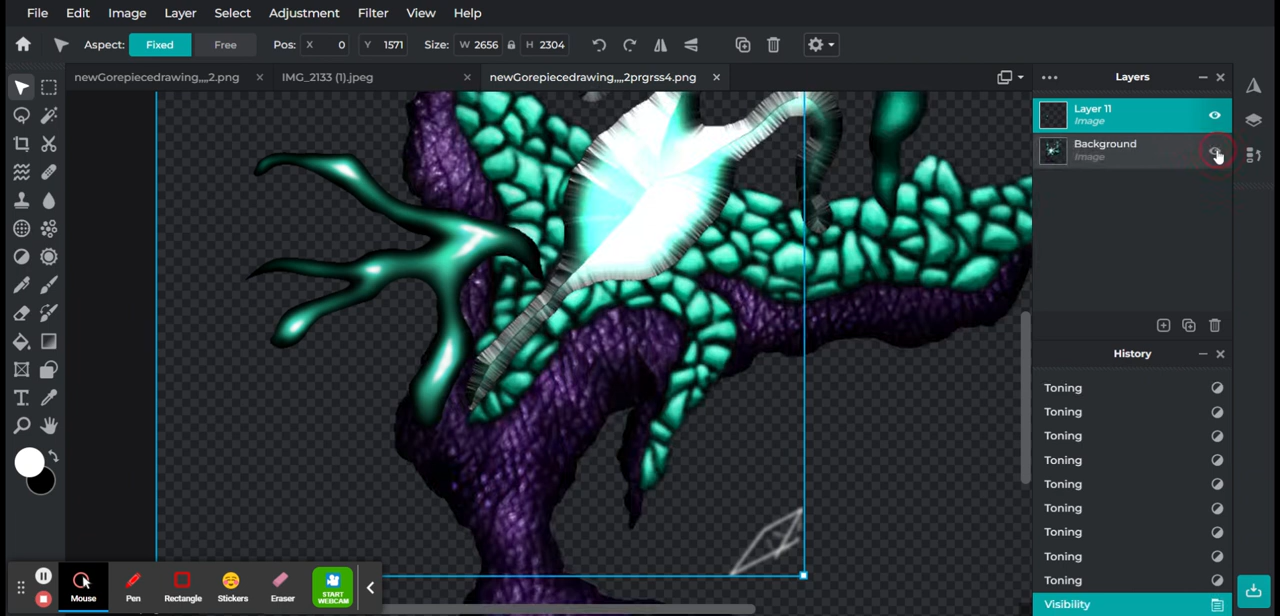 File Edit Image Layer Select Adjustment Filter View Help
Aspect: Fixed Free Pos: X 0 Y 1571 Size: W 2656 H 2304
newGorepiecedrawing,,,,2.png × IMG_2133 (1).jpeg × newGorepiecedrawing,,,,2prgrss4.png ×
Layers
Layer 11
Image
Background
Image
History
Toning
Toning
Toning
Toning
Toning
Toning
Toning
Toning
Toning
Visibility
T
Mouse Pen Rectangle Stickers Eraser START
WEBCAM